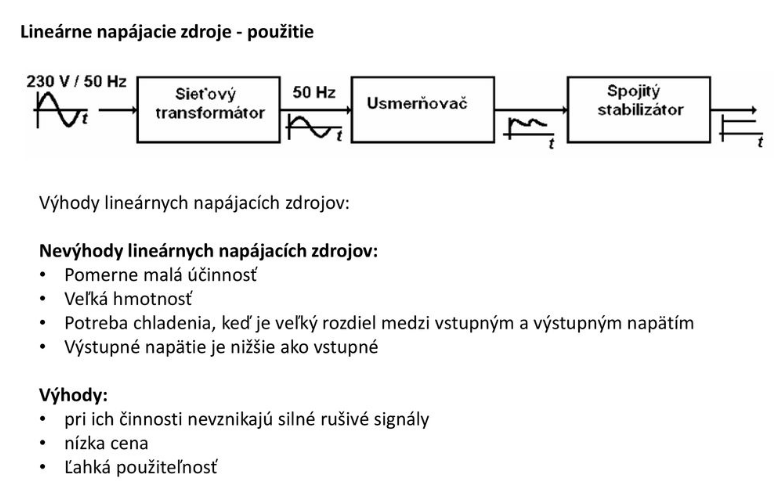 Lineárne napájacie zdroje - použitie
230 V / 50 Hz
t
Sieťový
transformátor
50 Hz
t
Usmerňovač
t
Spojitý
stabilizátor
t
Výhody lineárnych napájacích zdrojov:
Nevýhody lineárnych napájacích zdrojov:
• Pomerne malá účinnosť
• Veľká hmotnosť
• Potreba chladenia, keď je veľký rozdiel medzi vstupným a výstupným napätím
• Výstupné napätie je nižšie ako vstupné
Výhody:
• pri ich činnosti nevznikajú silné rušivé signály
• nízka cena
• Ľahká použiteľnosť